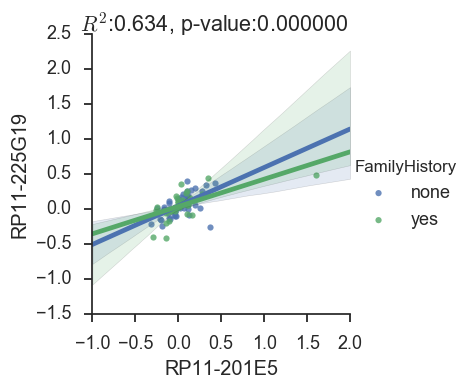 R²:0.634, p-value:0.000000
2.5
2.0
1.5
1.0
0.5
0.0
−0.5
−1.0
−1.5
RP11-225G19
−1.0 −0.5 0.0 0.5 1.0 1.5 2.0
RP11-201E5
FamilyHistory
none
yes